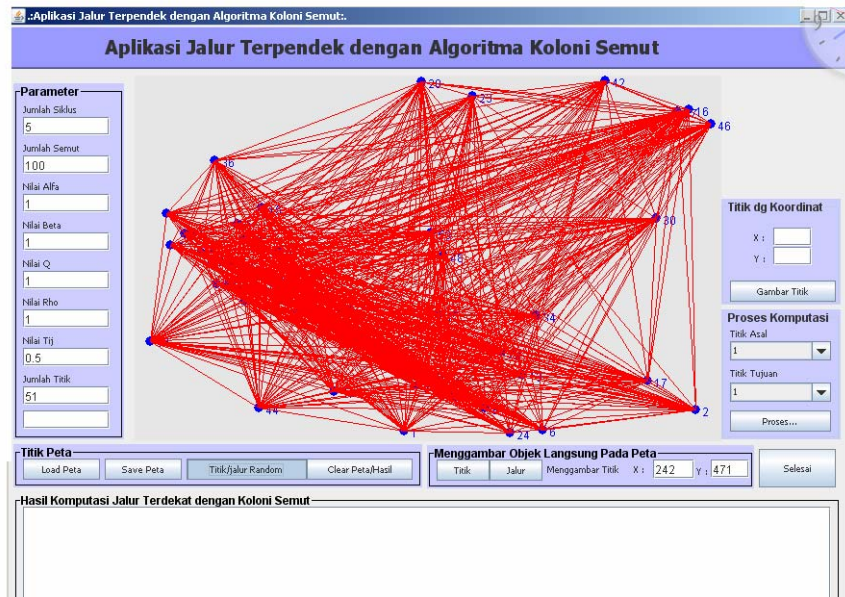 .:Aplikasi Jalur Terpendek dengan Algoritma Koloni Semut:.
Aplikasi Jalur Terpendek dengan Algoritma Koloni Semut
Parameter
Jumlah Siklus
5
Jumlah Semut
100
Nilai Alfa
1
Nilai Beta
1
Nilai Q
1
Nilai Rho
1
Nilai Tij
0.5
Jumlah Titik
51
20
23
42
16
46
36
30
17
2
44
1
24
6
Titik dg Koordinat
X :
Y :
Gambar Titik
Proses Komputasi
Titik Asal
1
Titik Tujuan
1
Proses...
Titik Peta
Load Peta Save Peta Titik/jalur Random Clear Peta/Hasil
Menggambar Objek Langsung Pada Peta
Titik Jalur Menggambar Titik X : 242 Y : 471
Selesai
Hasil Komputasi Jalur Terdekat dengan Koloni Semut